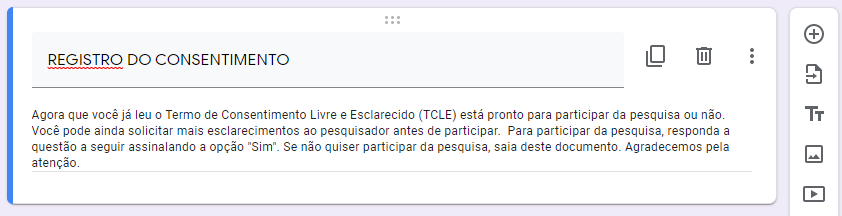 REGISTRO DO CONSENTIMENTO
Agora que você já leu o Termo de Consentimento Livre e Esclarecido (TCLE) está pronto para participar da pesquisa ou não.
Você pode ainda solicitar mais esclarecimentos ao pesquisador antes de participar.  Para participar da pesquisa, responda a
questão a seguir assinalando a opção "Sim". Se não quiser participar da pesquisa, saia deste documento. Agradecemos pela
atenção.
Tт